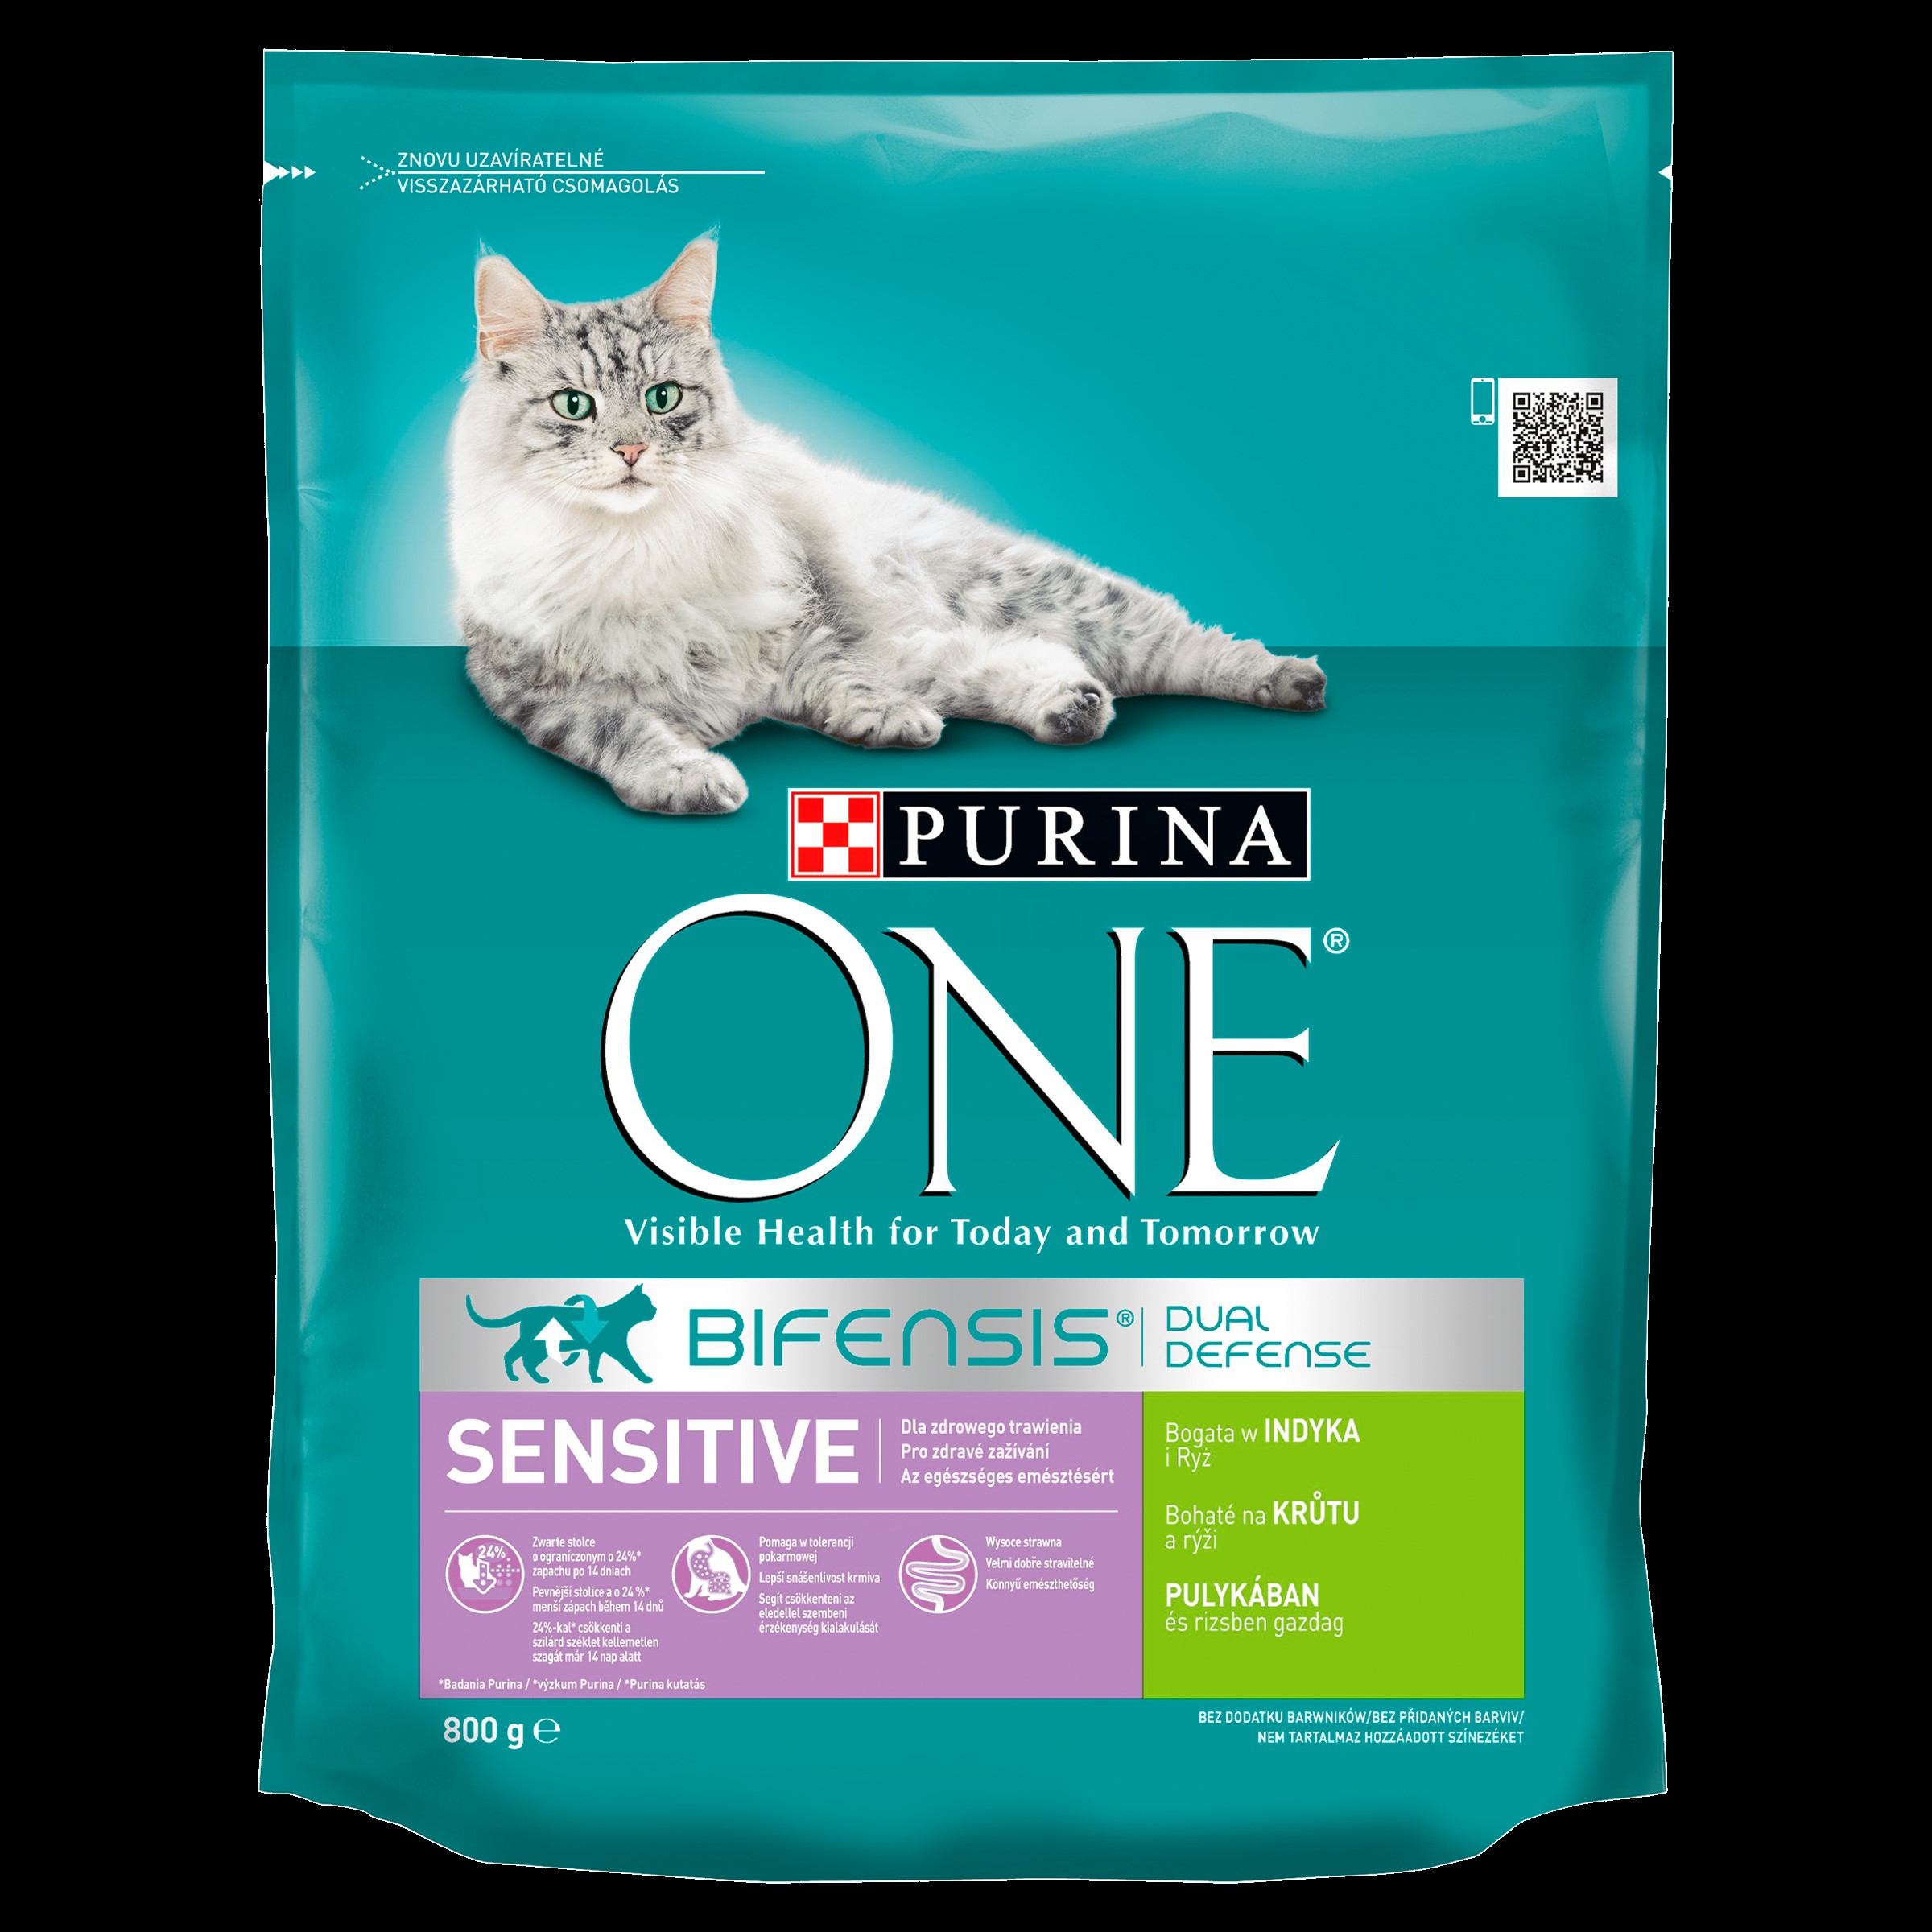 ZNOVU UZAVÍRATELNÉ
VISSZAZÁRHATÓ CSOMAGOLÁS
PURINA
ONE®
Visible Health for Today and Tomorrow
BIFENSIS®
DUAL
DEFENSE
SENSITIVE
Dla zdrowego trawienia
Pro zdravé zažívání
Az egészséges emésztésért
24%
Zwarte stolce
o ograniczonym o 24%*
zapachu po 14 dniach
Pevnější stolice a o 24 %*
menší zápach během 14 dnů
24%-kal* csökkenti a
szilárd széklet kellemetlen
szagát már 14 nap alatt
Pomaga w tolerancji
pokarmowej
Lepší snášenlivost krmiva
Segít csökkenteni az
eledellel szembeni
érzékenység kialakulását
Wysoce strawna
Velmi dobře stravitelné
Könnyű emészthetőség
*Badania Purina / *výzkum Purina / *Purina kutatás
Bogata w INDYKA
i Ryż
Bohaté na KRŮTU
a rýži
PULYKÁBAN
és rizsben gazdag
800 g ℮
BEZ DODATKU BARWNIKÓW/BEZ PŘIDANÝCH BARVIV/
NEM TARTALMAZ HOZZÁADOTT SZÍNEZÉKET